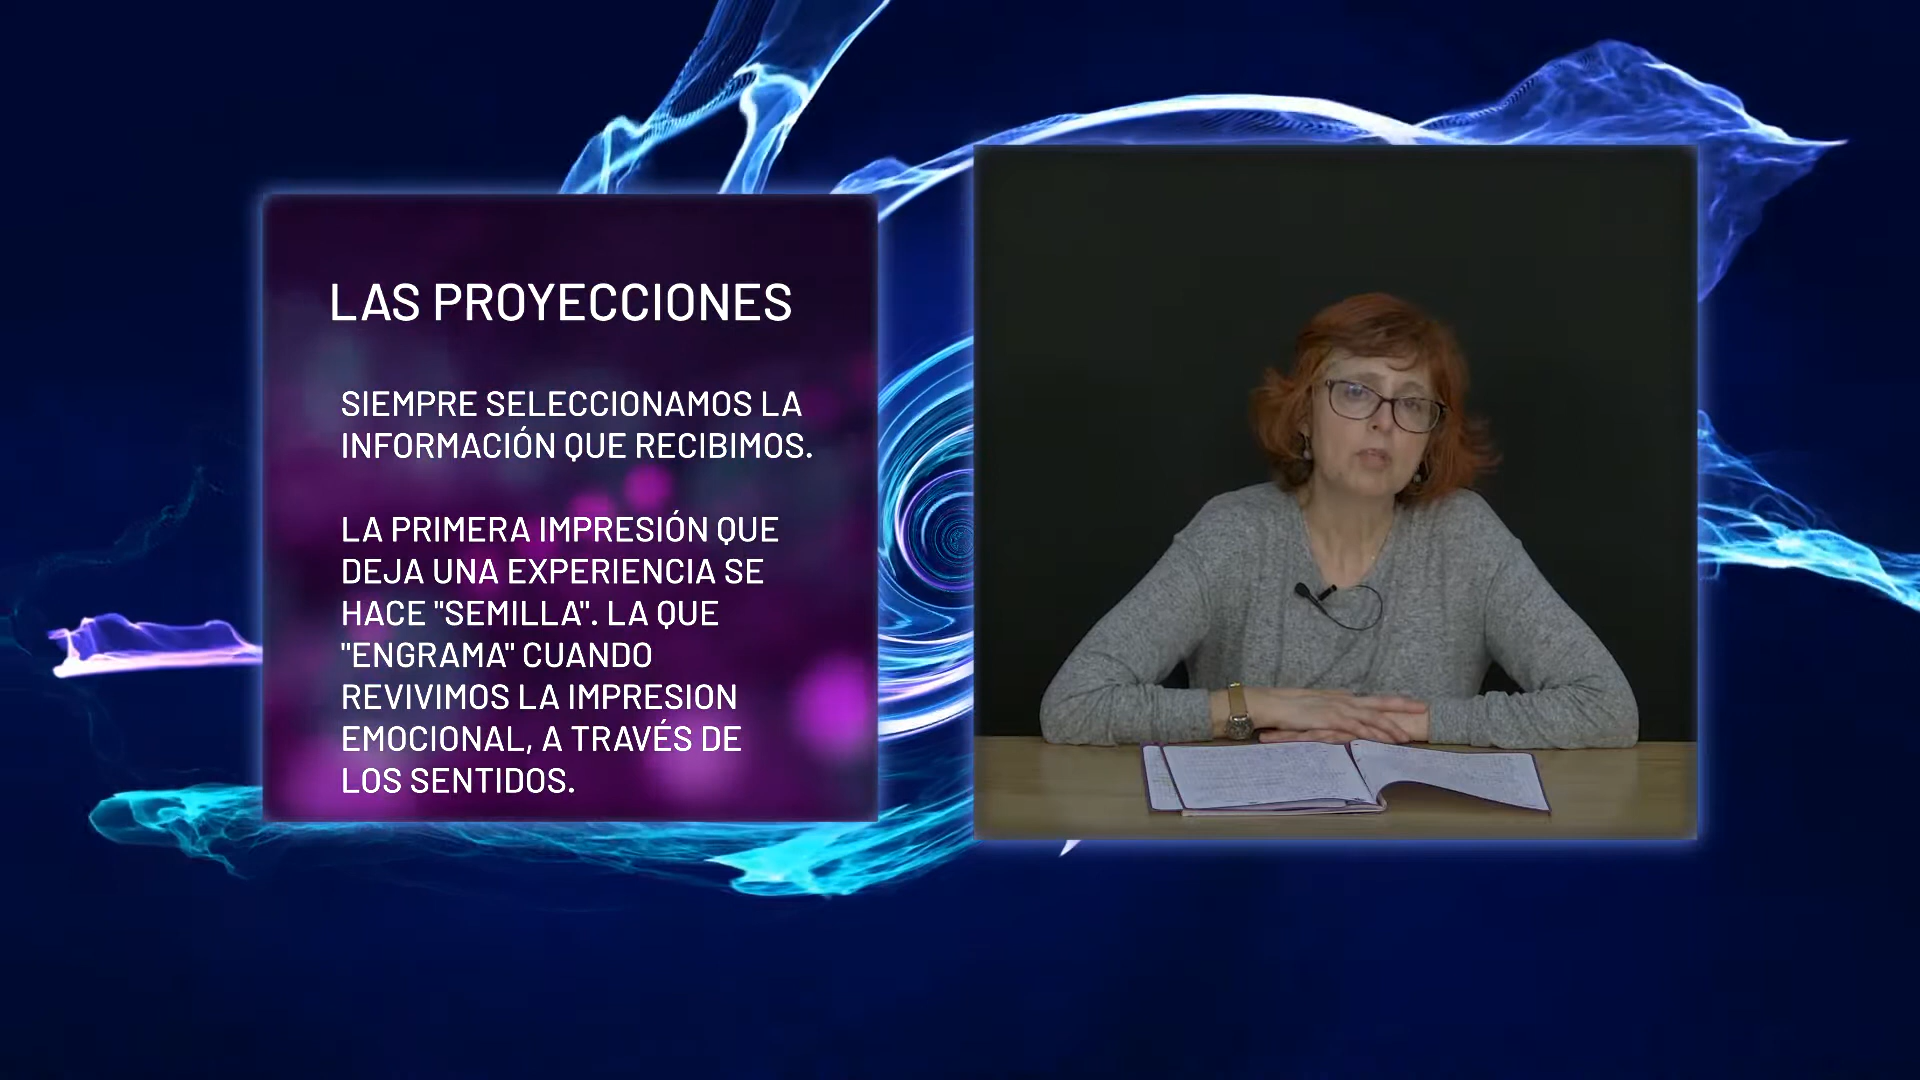 LAS PROYECCIONES
SIEMPRE SELECCIONAMOS LA
INFORMACIÓN QUE RECIBIMOS.
LA PRIMERA IMPRESIÓN QUE
DEJA UNA EXPERIENCIA SE
HACE "SEMILLA". LA QUE
"ENGRAMA" CUANDO
REVIVIMOS LA IMPRESION
EMOCIONAL, A TRAVÉS DE
LOS SENTIDOS.